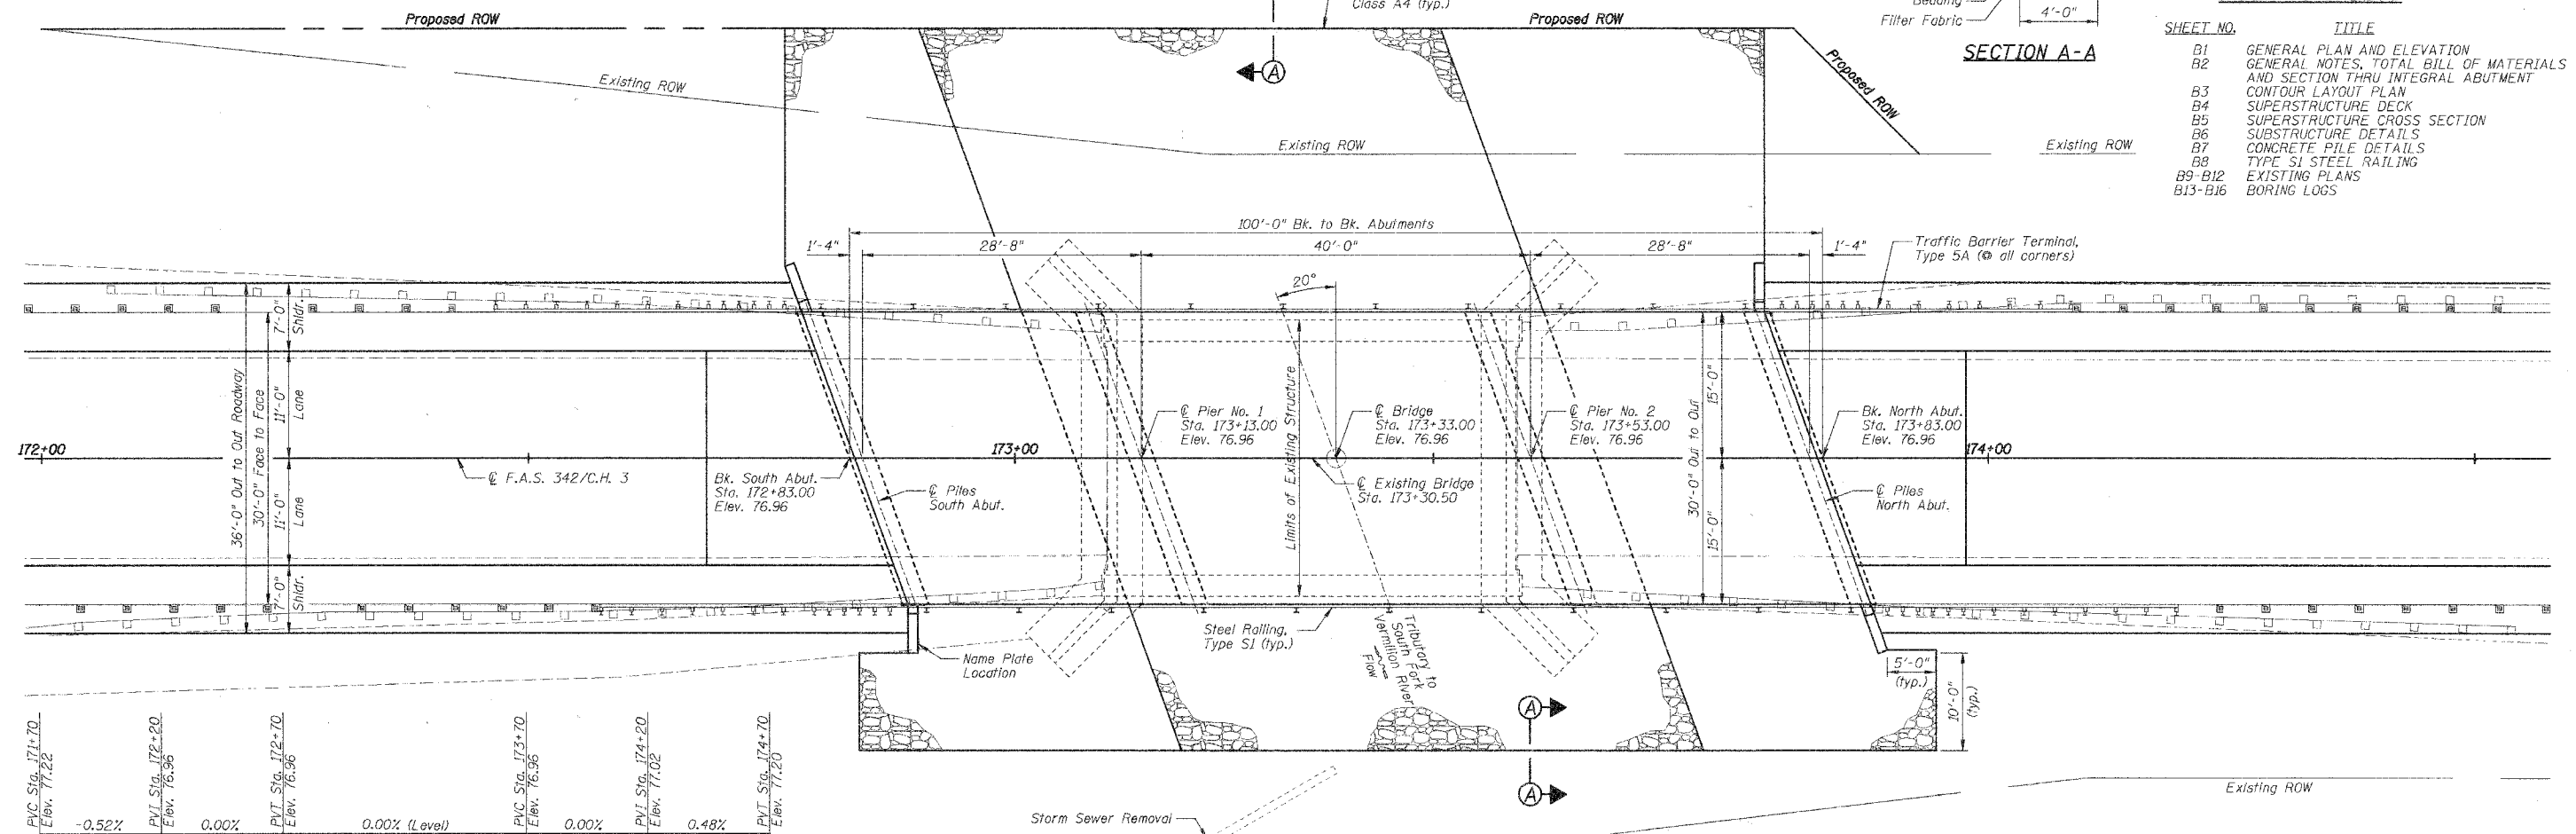 Proposed ROW
Class A4 (typ.)
Proposed ROW
Bedding
Filter Fabric
4'-0"
SECTION A-A
SHEET NO. TITLE
B1 GENERAL PLAN AND ELEVATION
B2 GENERAL NOTES, TOTAL BILL OF MATERIALS
AND SECTION THRU INTEGRAL ABUTMENT
B3 CONTOUR LAYOUT PLAN
B4 SUPERSTRUCTURE DECK
B5 SUPERSTRUCTURE CROSS SECTION
B6 SUBSTRUCTURE DETAILS
B7 CONCRETE PILE DETAILS
B8 TYPE S1 STEEL RAILING
B9-B12 EXISTING PLANS
B13-B16 BORING LOGS
Existing ROW
A
Proposed ROW
Existing ROW
Existing ROW
100'-0" Bk. to Bk. Abutments
1'-4"
28'-8"
40'-0"
28'-8"
1'-4"
Traffic Barrier Terminal,
Type 5A (@ all corners)
20°
36'-0" Out to Out Roadway
30'-0" Face to Face
7'-0"
Shldr.
11'-0"
Lane
11'-0"
Lane
7'-0"
Shldr.
Limits of Existing Structure
30'-0" Out to Out
15'-0"
15'-0"
℄ Pier No. 1
Sta. 173+13.00
Elev. 76.96
℄ Bridge
Sta. 173+33.00
Elev. 76.96
℄ Pier No. 2
Sta. 173+53.00
Elev. 76.96
Bk. North Abut.
Sta. 173+83.00
Elev. 76.96
172+00
173+00
174+00
℄ F.A.S. 342/C.H. 3
Bk. South Abut.
Sta. 172+83.00
Elev. 76.96
℄ Piles
South Abut.
℄ Existing Bridge
Sta. 173+30.50
℄ Piles
North Abut.
Steel Railing,
Type S1 (typ.)
Tributary to
South Fork
Vermilion River
Flow
Name Plate
Location
5'-0"
(typ.)
10'-0"
(typ.)
A
A
PVC Sta. 171+70
Elev. 77.22
PVI Sta. 172+20
Elev. 76.96
PVT Sta. 172+70
Elev. 76.96
PVC Sta. 173+70
Elev. 76.96
PVI Sta. 174+20
Elev. 77.02
PVT Sta. 174+70
Elev. 77.20
-0.52%
0.00%
0.00% (Level)
0.00%
0.48%
Storm Sewer Removal
Existing ROW